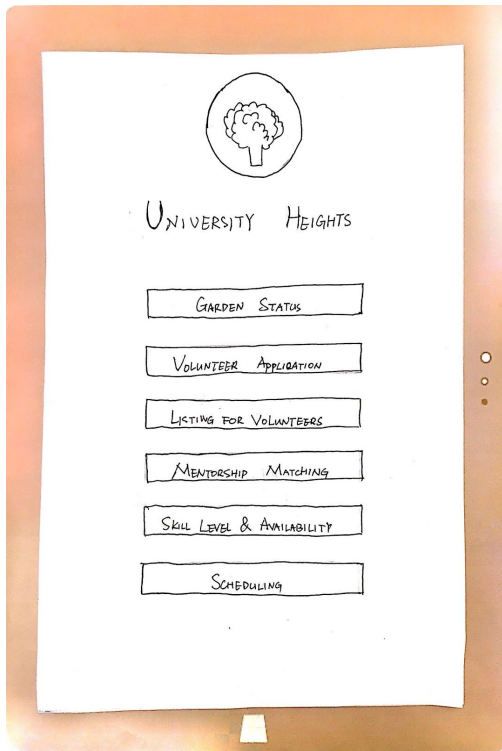 UNIVERSITY HEIGHTS
GARDEN STATUS
VOLUNTEER APPLICATION
LISTING FOR VOLUNTEERS
MENTORSHIP MATCHING
SKILL LEVEL & AVAILABILITY
SCHEDULING